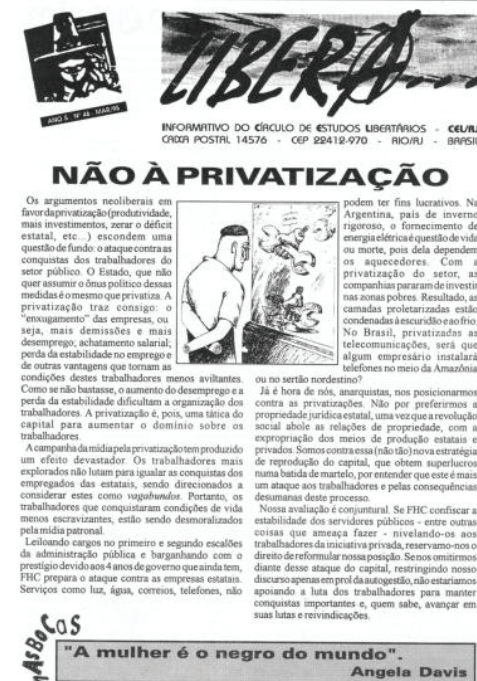 ANO 5 Nº 46 MAR/95
LIBERA....
INFORMATIVO DO CÍRCULO DE ESTUDOS LIBERTÁRIOS - CEL/RJ
CAIXA POSTAL 14576 - CEP 22412-970 - RIO/RJ - BRASIL
NÃO À PRIVATIZAÇÃO
Os argumentos neoliberais em
favor da privatização (produtividade,
mais investimentos, zerar o déficit
estatal, etc...) escondem uma
questão de fundo: o ataque contra as
conquistas dos trabalhadores do
setor público. O Estado, que não
quer assumir o ônus político dessas
medidas é o mesmo que privatiza. A
privatização traz consigo: o
"enxugamento" das empresas, ou
seja, mais demissões e mais
desemprego; achatamento salarial;
perda da estabilidade no emprego e
de outras vantagens que tornam as
condições destes trabalhadores menos aviltantes.
Como se não bastasse, o aumento do desemprego e a
perda da estabilidade dificultam a organização dos
trabalhadores. A privatização é, pois, uma tática do
capital para aumentar o domínio sobre os
trabalhadores.
A campanha da mídia pela privatização tem produzido
um efeito devastador. Os trabalhadores mais
explorados não lutam para igualar as conquistas dos
empregados das estatais, sendo direcionados a
considerar estes como vagabundos. Portanto, os
trabalhadores que conquistaram condições de vida
menos escravizantes, estão sendo desmoralizados
pela mídia patronal.
Leiloando cargos no primeiro e segundo escalões
da administração pública e barganhando com o
prestígio devido aos 4 anos de governo que ainda tem,
FHC prepara o ataque contra as empresas estatais.
Serviços como luz, água, correios, telefones, não
podem ter fins lucrativos. Na
Argentina, país de inverno
rigoroso, o fornecimento de
energia elétrica é questão de vida
ou morte, pois dela dependem
os aquecedores. Com a
privatização do setor, as
companhias pararam de investir
nas zonas pobres. Resultado, as
camadas proletarizadas estão
condenadas à escuridão e ao frio.
No Brasil, privatizadas as
telecomunicações, será que
algum empresário instalará
telefones no meio da Amazônia
ou no sertão nordestino?
Já é hora de nós, anarquistas, nos posicionarmos
contra as privatizações. Não por preferirmos a
propriedade jurídica estatal, uma vez que a revolução
social abole as relações de propriedade, com a
expropriação dos meios de produção estatais e
privados. Somos contra essa (não tão) nova estratégia
de reprodução do capital, que obtem superlucros
numa batida de martelo, por entender que este é mais
um ataque aos trabalhadores e pelas consequências
desumanas deste processo.
Nossa avaliação é conjuntural. Se FHC confiscar a
estabilidade dos servidores públicos - entre outras
coisas que ameaça fazer - nivelando-os aos
trabalhadores da iniciativa privada, reservamo-nos o
direito de reformular nossa posição. Se nos omitirmos
diante desse ataque do capital, restringindo nosso
discurso apenas em prol da autogestão, não estaríamos
apoiando a luta dos trabalhadores para manter
conquistas importantes e, quem sabe, avançar em
suas lutas e reivindicações.
MAS BOCAS
"A mulher é o negro do mundo".
Angela Davis